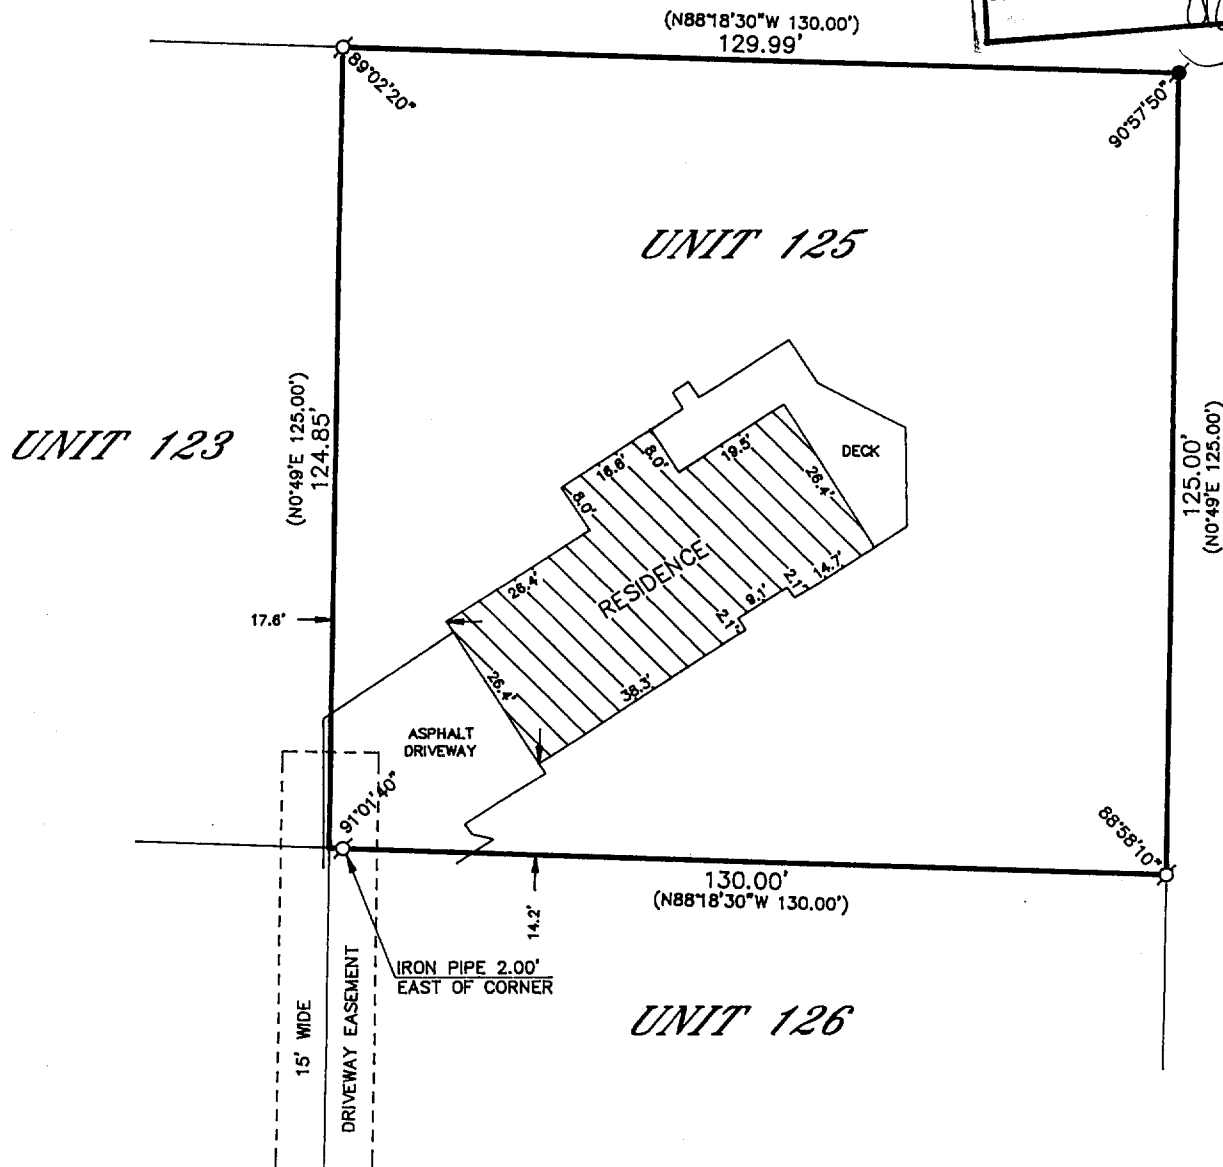 (N88°18'30"W 130.00')
129.99'
89°02'20"
90°57'50"
UNIT 125
UNIT 123
(N0°49'E 125.00')
124.85'
125.00'
(N0°49'E 125.00')
DECK
16.8'
8.0'
19.5'
26.4'
8.0'
RESIDENCE
26.4'
14.7'
2.1'
9.1'
2.1'
17.6'
26.4'
38.3'
ASPHALT
DRIVEWAY
91°01'40"
88°58'10"
130.00'
(N88°18'30"W 130.00')
14.2'
IRON PIPE 2.00'
EAST OF CORNER
UNIT 126
15' WIDE
DRIVEWAY EASEMENT